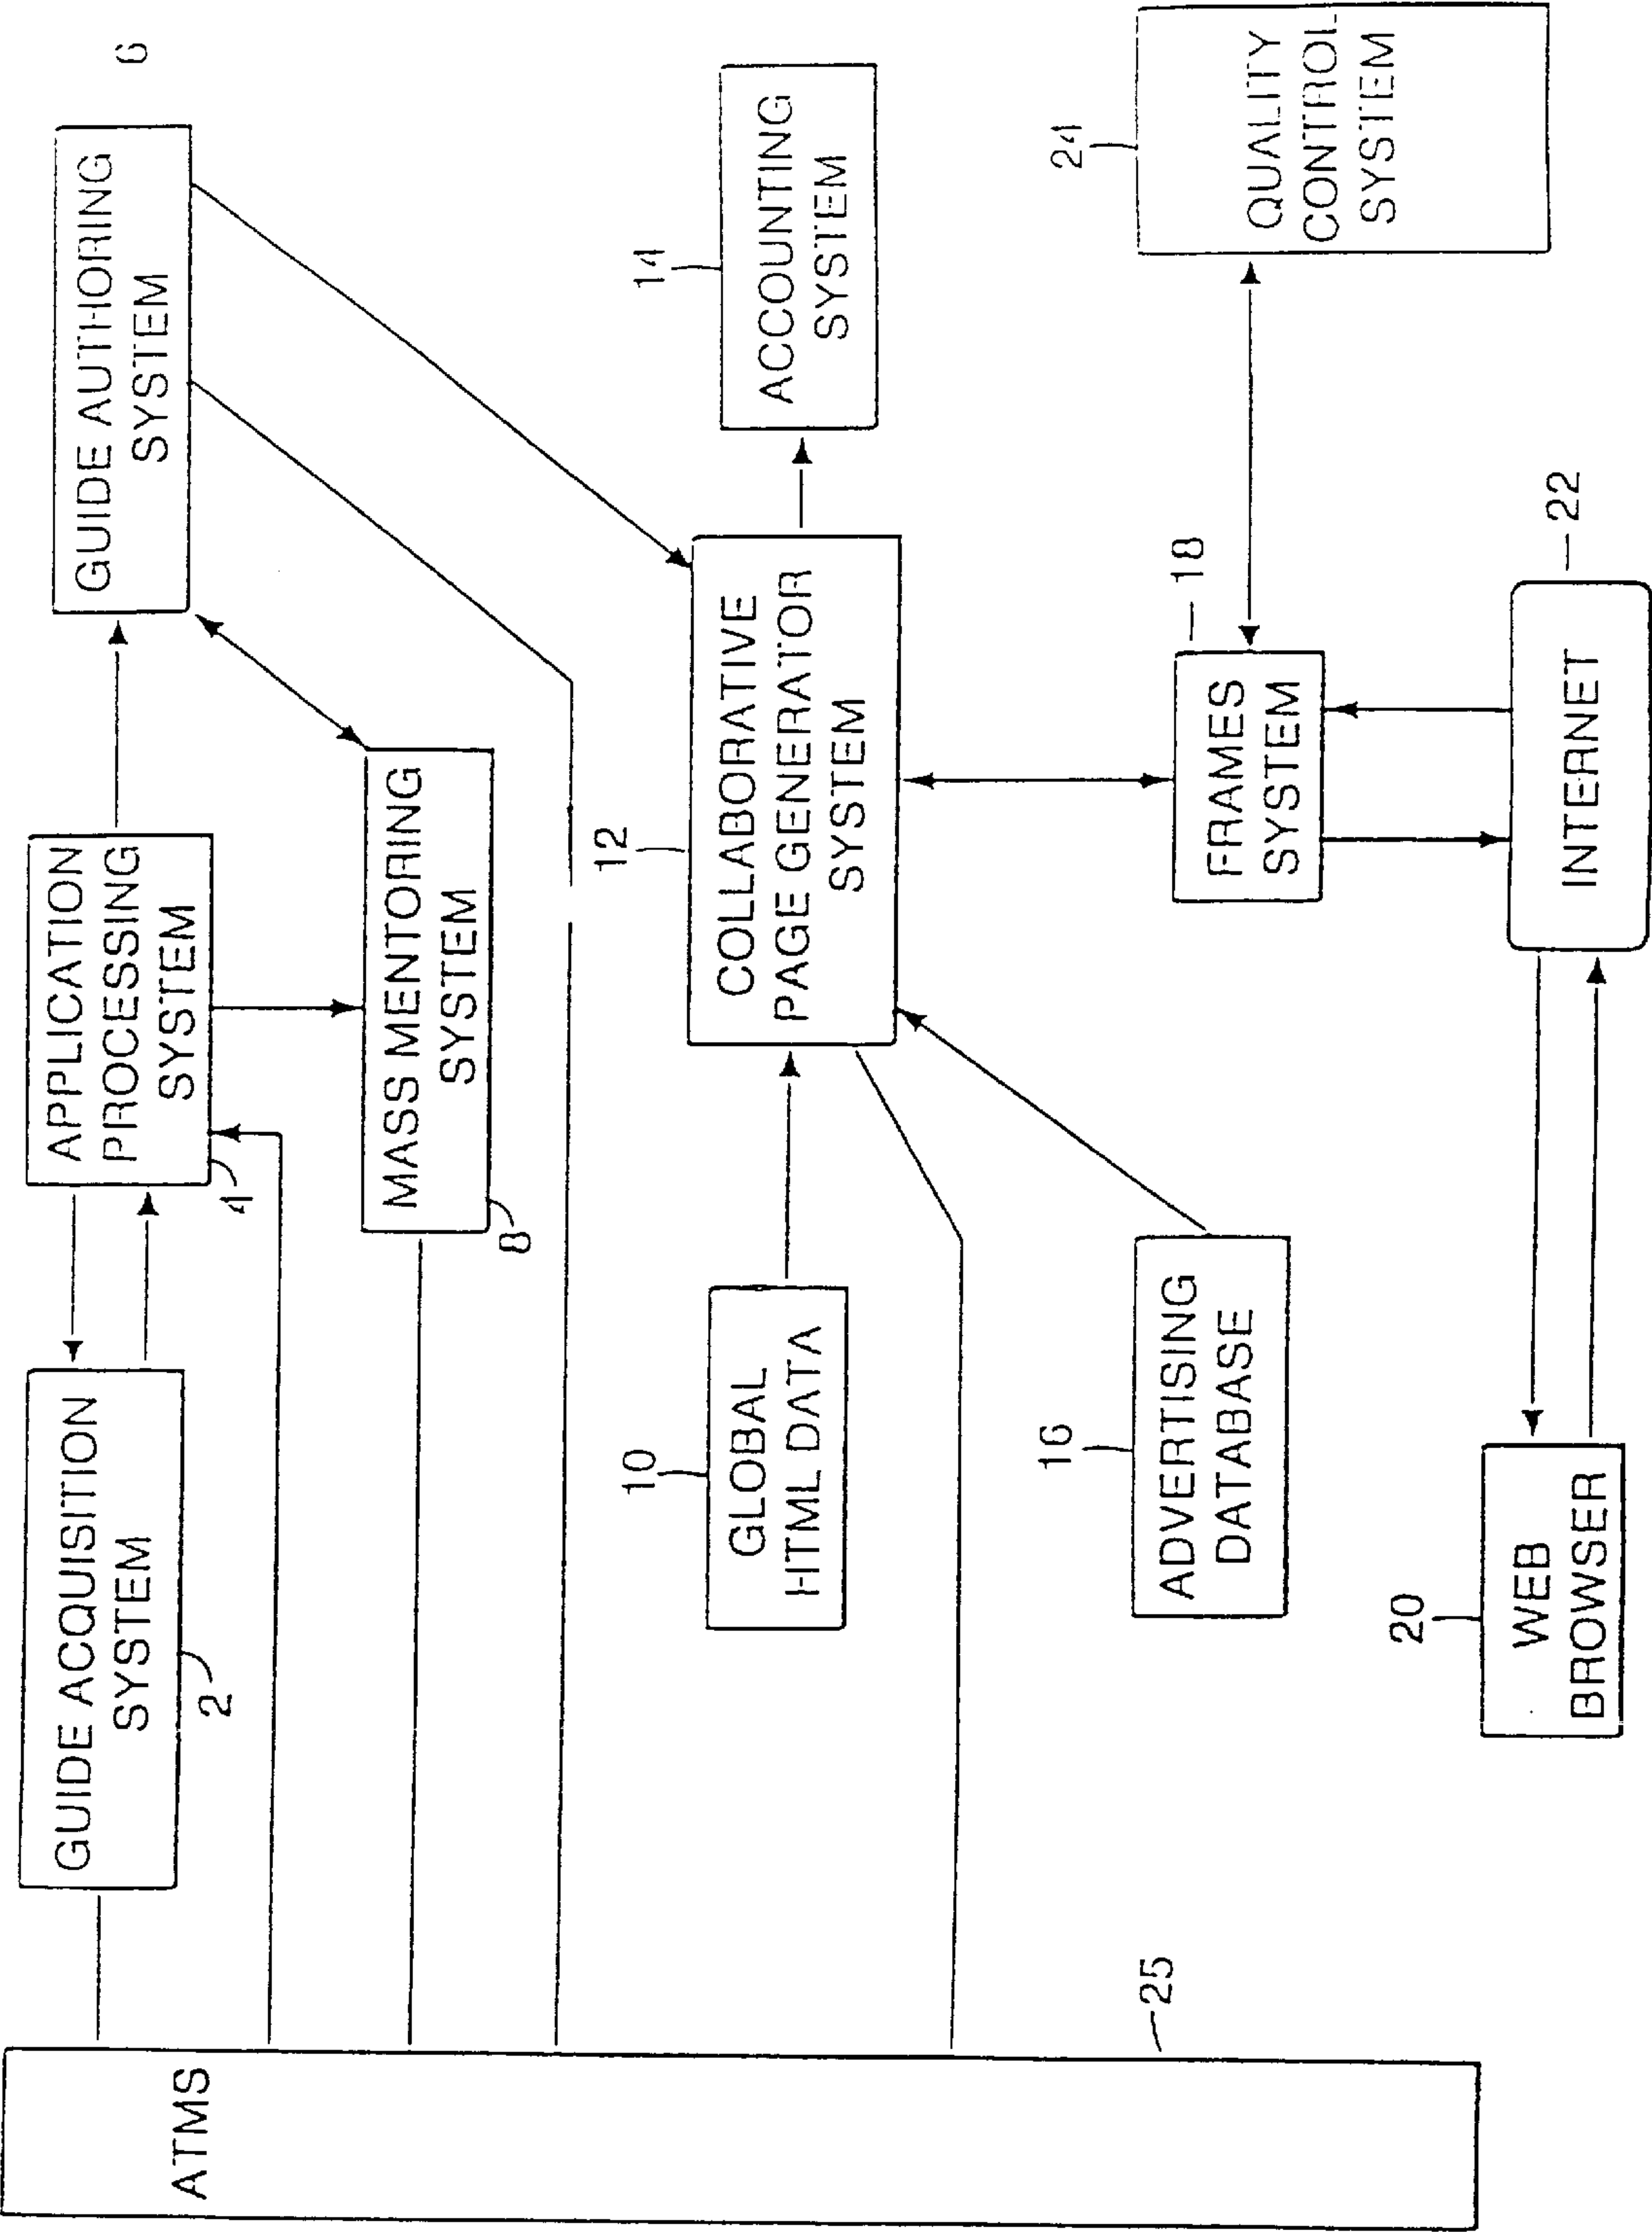 ATMS
25
GUIDE ACQUISITION
SYSTEM
2
APPLICATION
PROCESSING
SYSTEM
4
GUIDE AUTHORING
SYSTEM
6
MASS MENTORING
SYSTEM
8
GLOBAL
HTML DATA
10
COLLABORATIVE
PAGE GENERATOR
SYSTEM
12
ACCOUNTING
SYSTEM
14
ADVERTISING
DATABASE
16
FRAMES
SYSTEM
18
QUALITY
CONTROL
SYSTEM
24
WEB
BROWSER
20
INTERNET
22